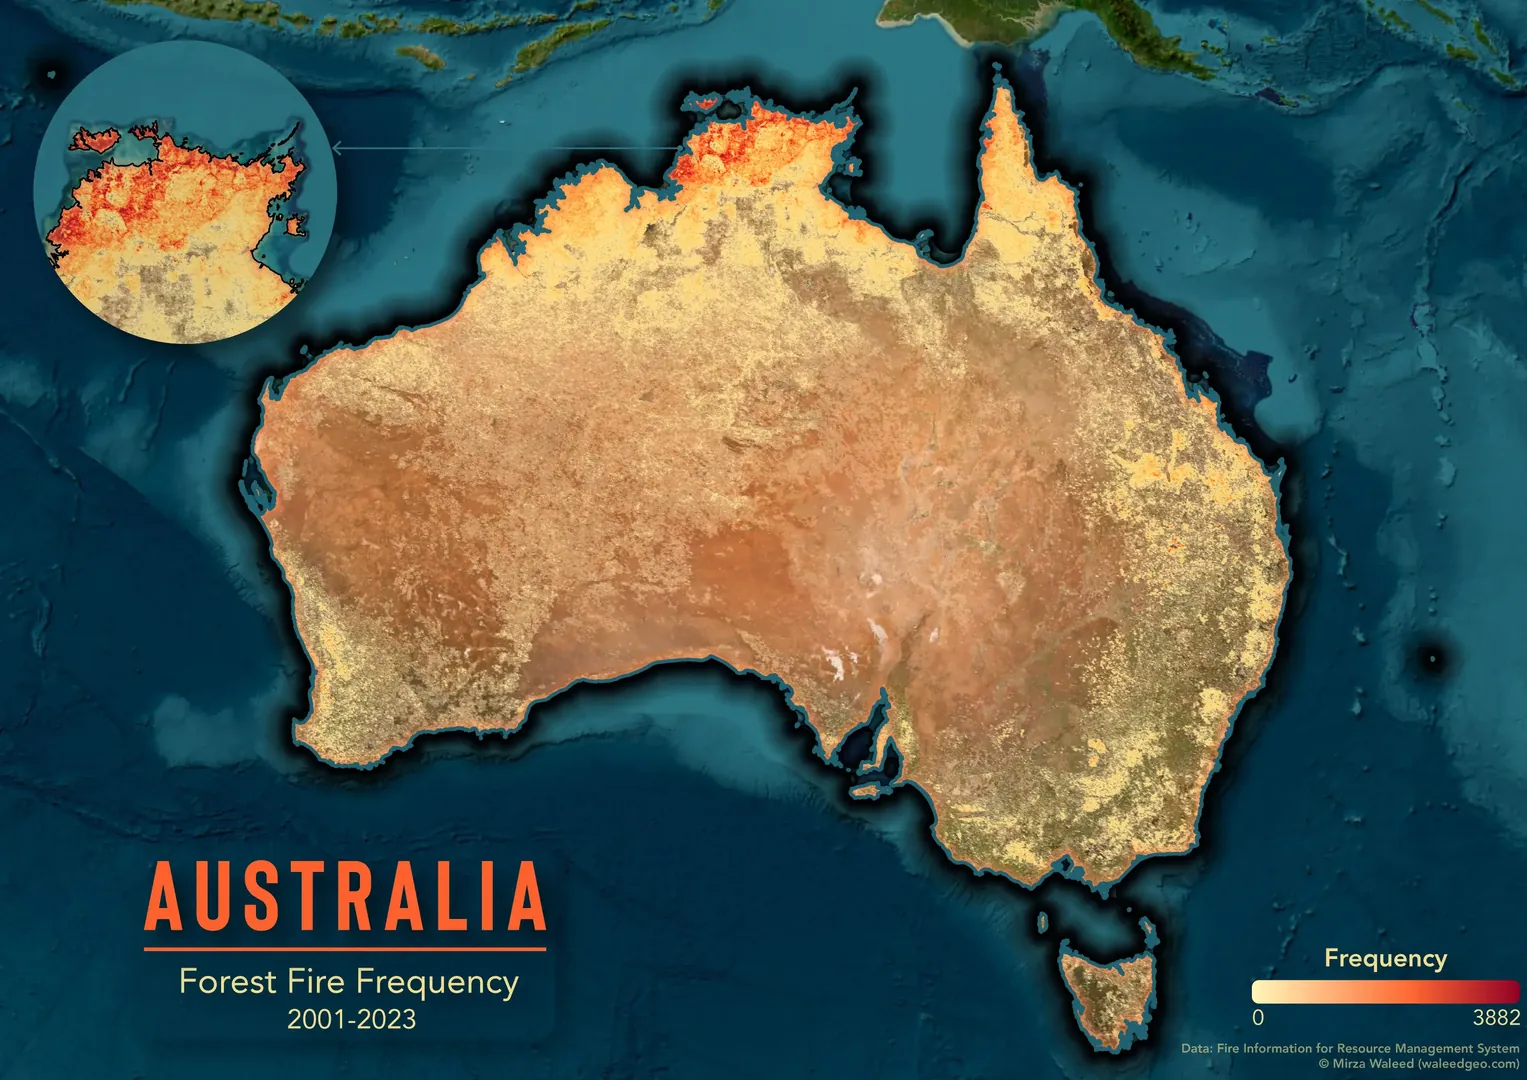 AUSTRALIA
Forest Fire Frequency
2001-2023
Frequency
0 3882
Data: Fire Information for Resource Management System
© Mirza Waleed (waleedgeo.com)